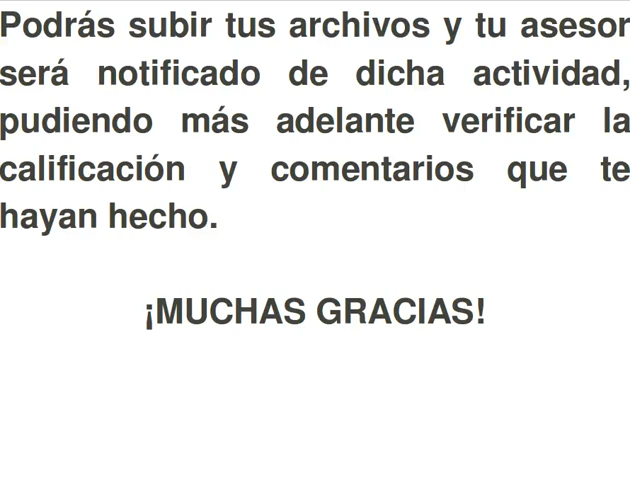 Podrás subir tus archivos y tu asesor
será notificado de dicha actividad,
pudiendo más adelante verificar la
calificación y comentarios que te
hayan hecho.
¡MUCHAS GRACIAS!